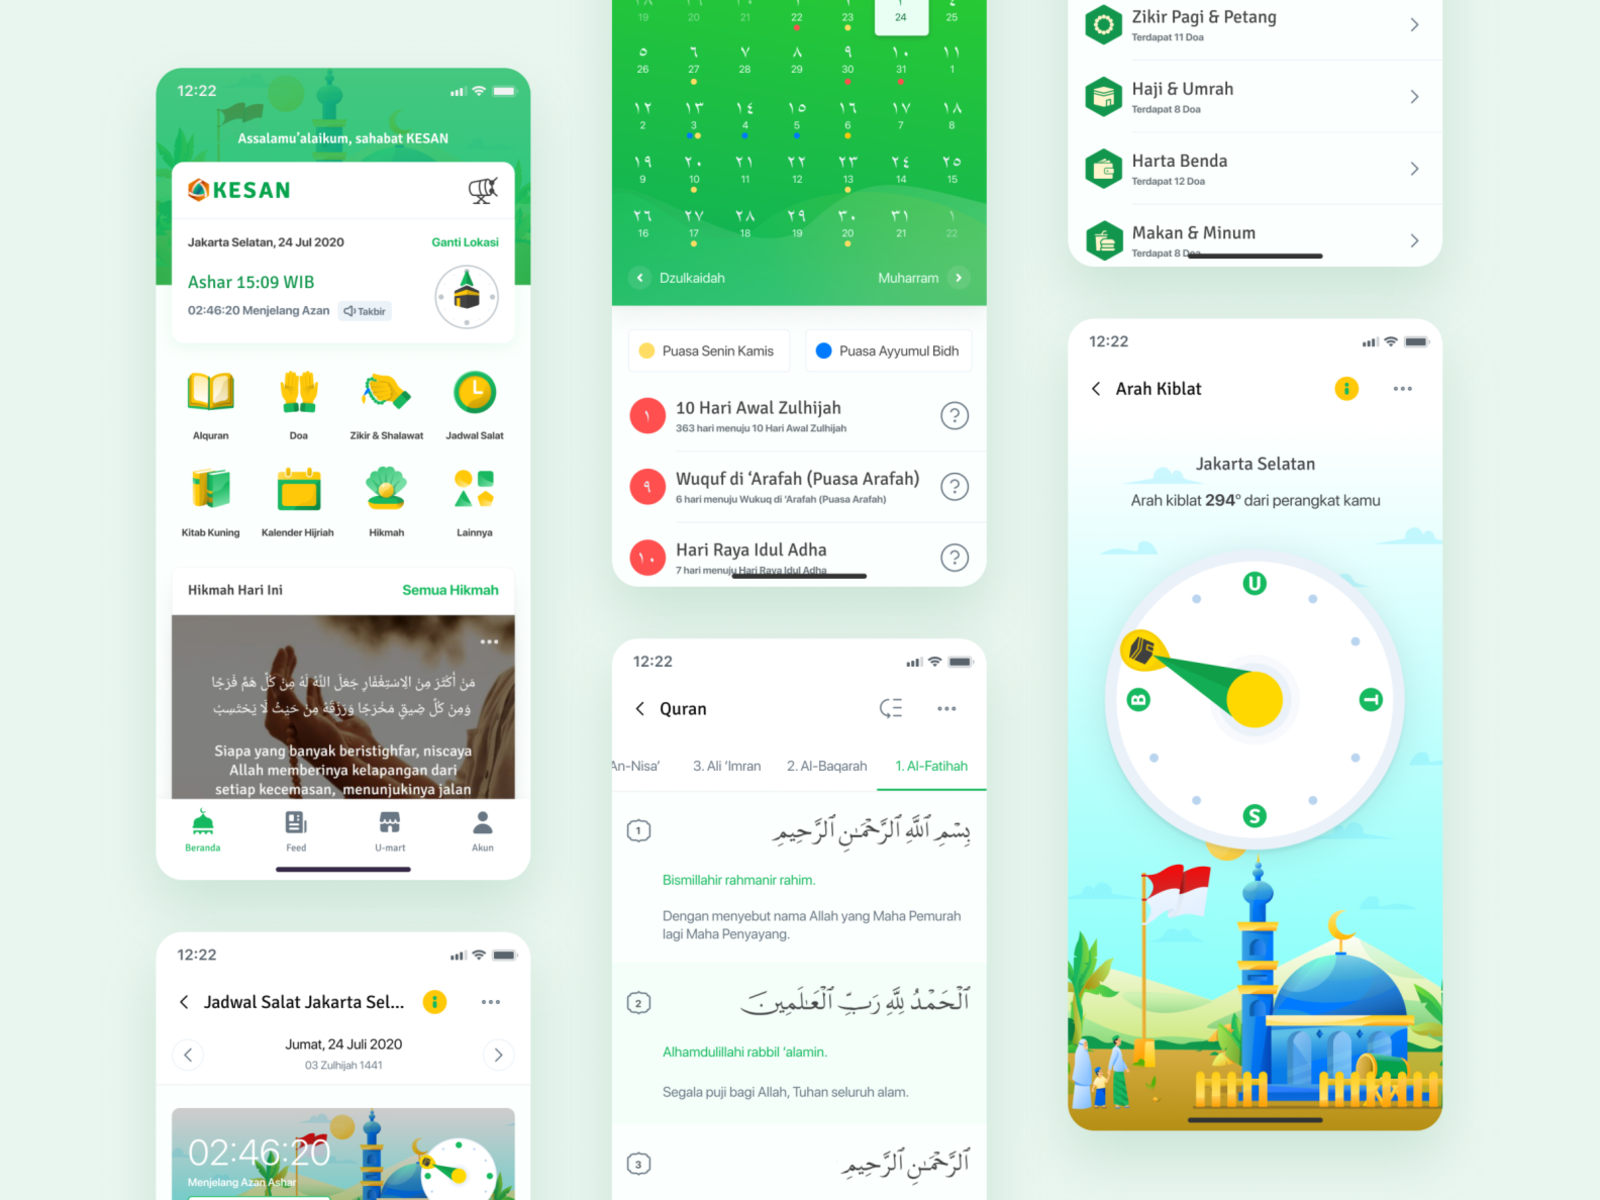 12:22
Assalamu'alaikum, sahabat KESAN
KESAN
Jakarta Selatan, 24 Jul 2020
Ganti Lokasi
Ashar 15:09 WIB
02:46:20 Menjelang Azan
Takbir
Alquran
Doa
Zikir & Shalawat
Jadwal Salat
Kitab Kuning
Kalender Hijriah
Hikmah
Lainnya
Hikmah Hari Ini
Semua Hikmah
مَنْ أَكْثَرَ مِنْ الِاسْتِغْفَارِ جَعَلَ اللَّهُ لَهُ مِنْ كُلِّ هَمٍّ فَرَجًا
وَمِنْ كُلِّ ضِيقٍ مَخْرَجًا وَرَزَقَهُ مِنْ حَيْثُ لَا يَحْتَسِبُ
Siapa yang banyak beristighfar, niscaya
Allah memberinya kelapangan dari
setiap kecemasan, menunjukinya jalan
Beranda
Feed
U-mart
Akun
12:22
Jadwal Salat Jakarta Sel...
Jumat, 24 Juli 2020
03 Zulhijah 1441
02:46:20
Menjelang Azan Ashar
19 20 21 22 23 24 25
٥ ٦ ٧ ٨ ٩ ١٠ ١١
26 27 28 29 30 31 1
١٢ ١٣ ١٤ ١٥ ١٦ ١٧ ١٨
2 3 4 5 6 7 8
١٩ ٢٠ ٢١ ٢٢ ٢٣ ٢٤ ٢٥
9 10 11 12 13 14 15
٢٦ ٢٧ ٢٨ ٢٩ ٣٠ ٣١ ١
16 17 18 19 20 21 22
Dzulkaidah
Muharram
Puasa Senin Kamis
Puasa Ayyumul Bidh
١
10 Hari Awal Zulhijah
363 hari menuju 10 Hari Awal Zulhijah
?
٩
Wuquf di 'Arafah (Puasa Arafah)
6 hari menuju Wukuq di 'Arafah (Puasa Arafah)
?
١٠
Hari Raya Idul Adha
7 hari menuju Hari Raya Idul Adha
?
12:22
Quran
An-Nisa'
3. Ali 'Imran
2. Al-Baqarah
1. Al-Fatihah
1
بِسْمِ ٱللَّهِ ٱلرَّحْمَٰنِ ٱلرَّحِيمِ
Bismillahir rahmanir rahim.
Dengan menyebut nama Allah yang Maha Pemurah
lagi Maha Penyayang.
2
ٱلْحَمْدُ لِلَّهِ رَبِّ ٱلْعَٰلَمِينَ
Alhamdulillahi rabbil 'alamin.
Segala puji bagi Allah, Tuhan seluruh alam.
3
ٱلرَّحْمَٰنِ ٱلرَّحِيمِ
Zikir Pagi & Petang
Terdapat 11 Doa
Haji & Umrah
Terdapat 8 Doa
Harta Benda
Terdapat 12 Doa
Makan & Minum
Terdapat 8 Doa
12:22
Arah Kiblat
Jakarta Selatan
Arah kiblat 294° dari perangkat kamu
U
B
T
S